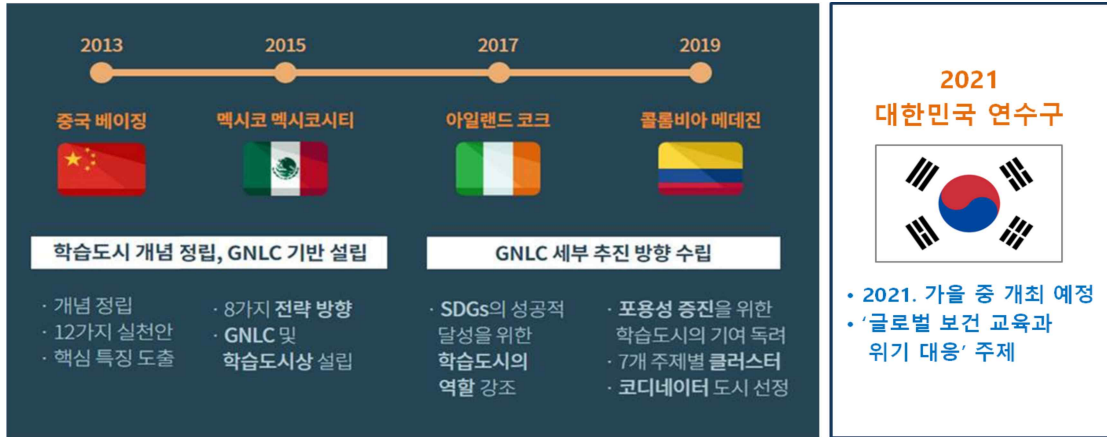 2013
2015
2017
2019
중국 베이징
멕시코 멕시코시티
아일랜드 코크
콜롬비아 메데진
학습도시 개념 정립, GNLC 기반 설립
GNLC 세부 추진 방향 수립
· 개념 정립
· 12가지 실천안
· 핵심 특징 도출
· 8가지 전략 방향
· GNLC 및
학습도시상 설립
· SDGs의 성공적
달성을 위한
학습도시의
역할 강조
· 포용성 증진을 위한
학습도시의 기여 독려
· 7개 주제별 클러스터
· 코디네이터 도시 선정
2021
대한민국 연수구
• 2021. 가을 중 개최 예정
• ‘글로벌 보건 교육과
위기 대응’ 주제